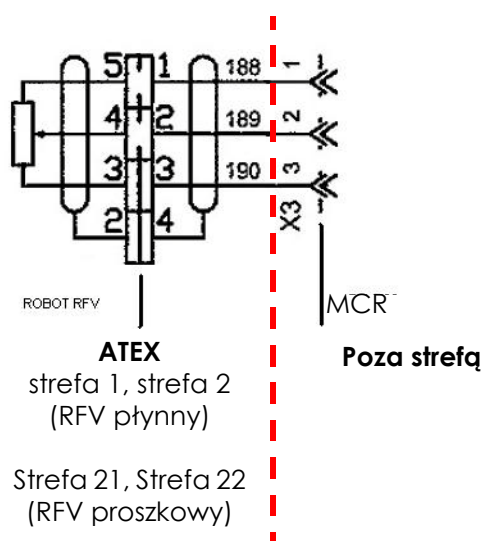 5 1 188 1
4 2 189 2
3 3 190 3
2 4 X3
ROBOT RFV
MCR
ATEX
Poza strefą
strefa 1, strefa 2
(RFV płynny)
Strefa 21, Strefa 22
(RFV proszkowy)